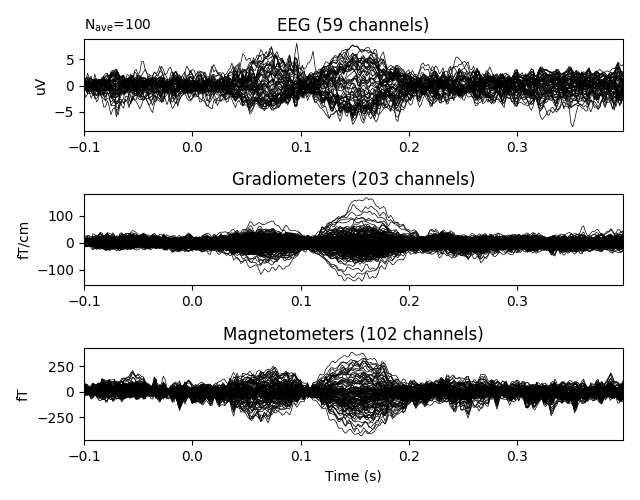 N_ave=100
EEG (59 channels)
uV
5
0
−5
−0.1 0.0 0.1 0.2 0.3
Gradiometers (203 channels)
fT/cm
100
0
−100
−0.1 0.0 0.1 0.2 0.3
Magnetometers (102 channels)
fT
250
0
−250
−0.1 0.0 0.1 0.2 0.3
Time (s)